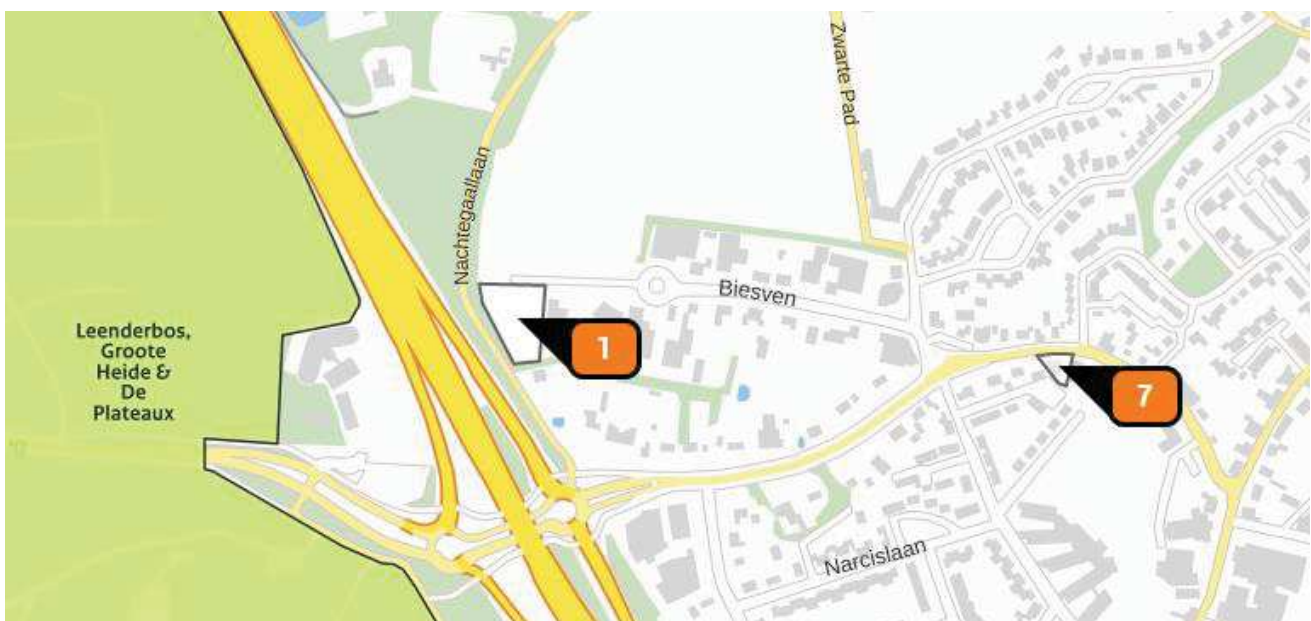 Zwarte Pad
Nachtegaallaan
Biesven
Leenderbos,
Groote
Heide &
De
Plateaux
1
7
Narcislaan